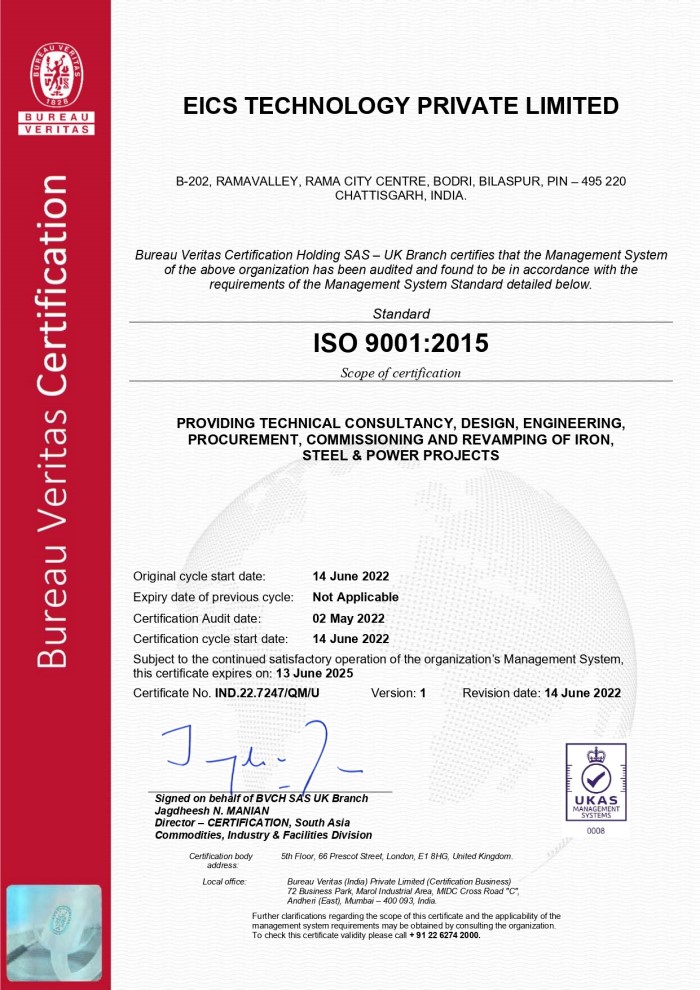 BUREAU VERITAS
1828
BUREAU
VERITAS
Bureau Veritas Certification
EICS TECHNOLOGY PRIVATE LIMITED
B-202, RAMAVALLEY, RAMA CITY CENTRE, BODRI, BILASPUR, PIN – 495 220
CHATTISGARH, INDIA.
Bureau Veritas Certification Holding SAS – UK Branch certifies that the Management System
of the above organization has been audited and found to be in accordance with the
requirements of the Management System Standard detailed below.
Standard
ISO 9001:2015
Scope of certification
PROVIDING TECHNICAL CONSULTANCY, DESIGN, ENGINEERING,
PROCUREMENT, COMMISSIONING AND REVAMPING OF IRON,
STEEL & POWER PROJECTS
Original cycle start date: 14 June 2022
Expiry date of previous cycle: Not Applicable
Certification Audit date: 02 May 2022
Certification cycle start date: 14 June 2022
Subject to the continued satisfactory operation of the organization's Management System,
this certificate expires on: 13 June 2025
Certificate No. IND.22.7247/QM/U Version: 1 Revision date: 14 June 2022
Signed on behalf of BVCH SAS UK Branch
Jagdheesh N. MANIAN
Director – CERTIFICATION, South Asia
Commodities, Industry & Facilities Division
UKAS
MANAGEMENT
SYSTEMS
0008
Certification body address: 5th Floor, 66 Prescot Street, London, E1 8HG, United Kingdom.
Local office: Bureau Veritas (India) Private Limited (Certification Business)
72 Business Park, Marol Industrial Area, MIDC Cross Road "C",
Andheri (East), Mumbai – 400 093, India.
Further clarifications regarding the scope of this certificate and the applicability of the
management system requirements may be obtained by consulting the organization.
To check this certificate validity please call + 91 22 6274 2000.